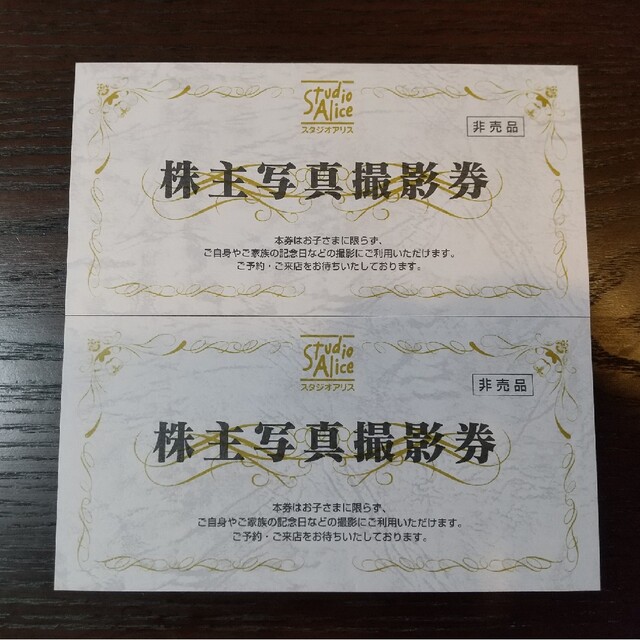 Studio
Alice
スタジオアリス
非売品
株主写真撮影券
本券はお子さまに限らず、
ご自身やご家族の記念日などの撮影にご利用いただけます。
ご予約・ご来店をお待ちいたしております。
Studio
Alice
スタジオアリス
非売品
株主写真撮影券
本券はお子さまに限らず、
ご自身やご家族の記念日などの撮影にご利用いただけます。
ご予約・ご来店をお待ちいたしております。